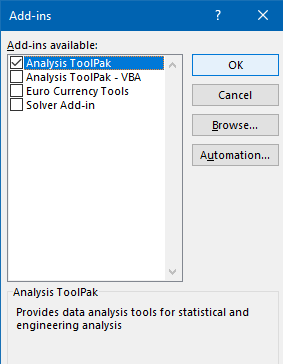 Add-ins
?
Add-ins available:
Analysis ToolPak
Analysis ToolPak - VBA
Euro Currency Tools
Solver Add-in
OK
Cancel
Browse...
Automation...
Analysis ToolPak
Provides data analysis tools for statistical and
engineering analysis